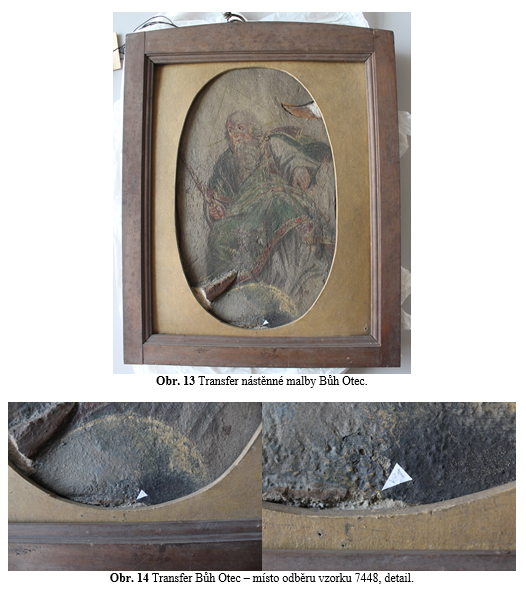 Obr. 13 Transfer nástěnné malby Bůh Otec.
Obr. 14 Transfer Bůh Otec – místo odběru vzorku 7448, detail.